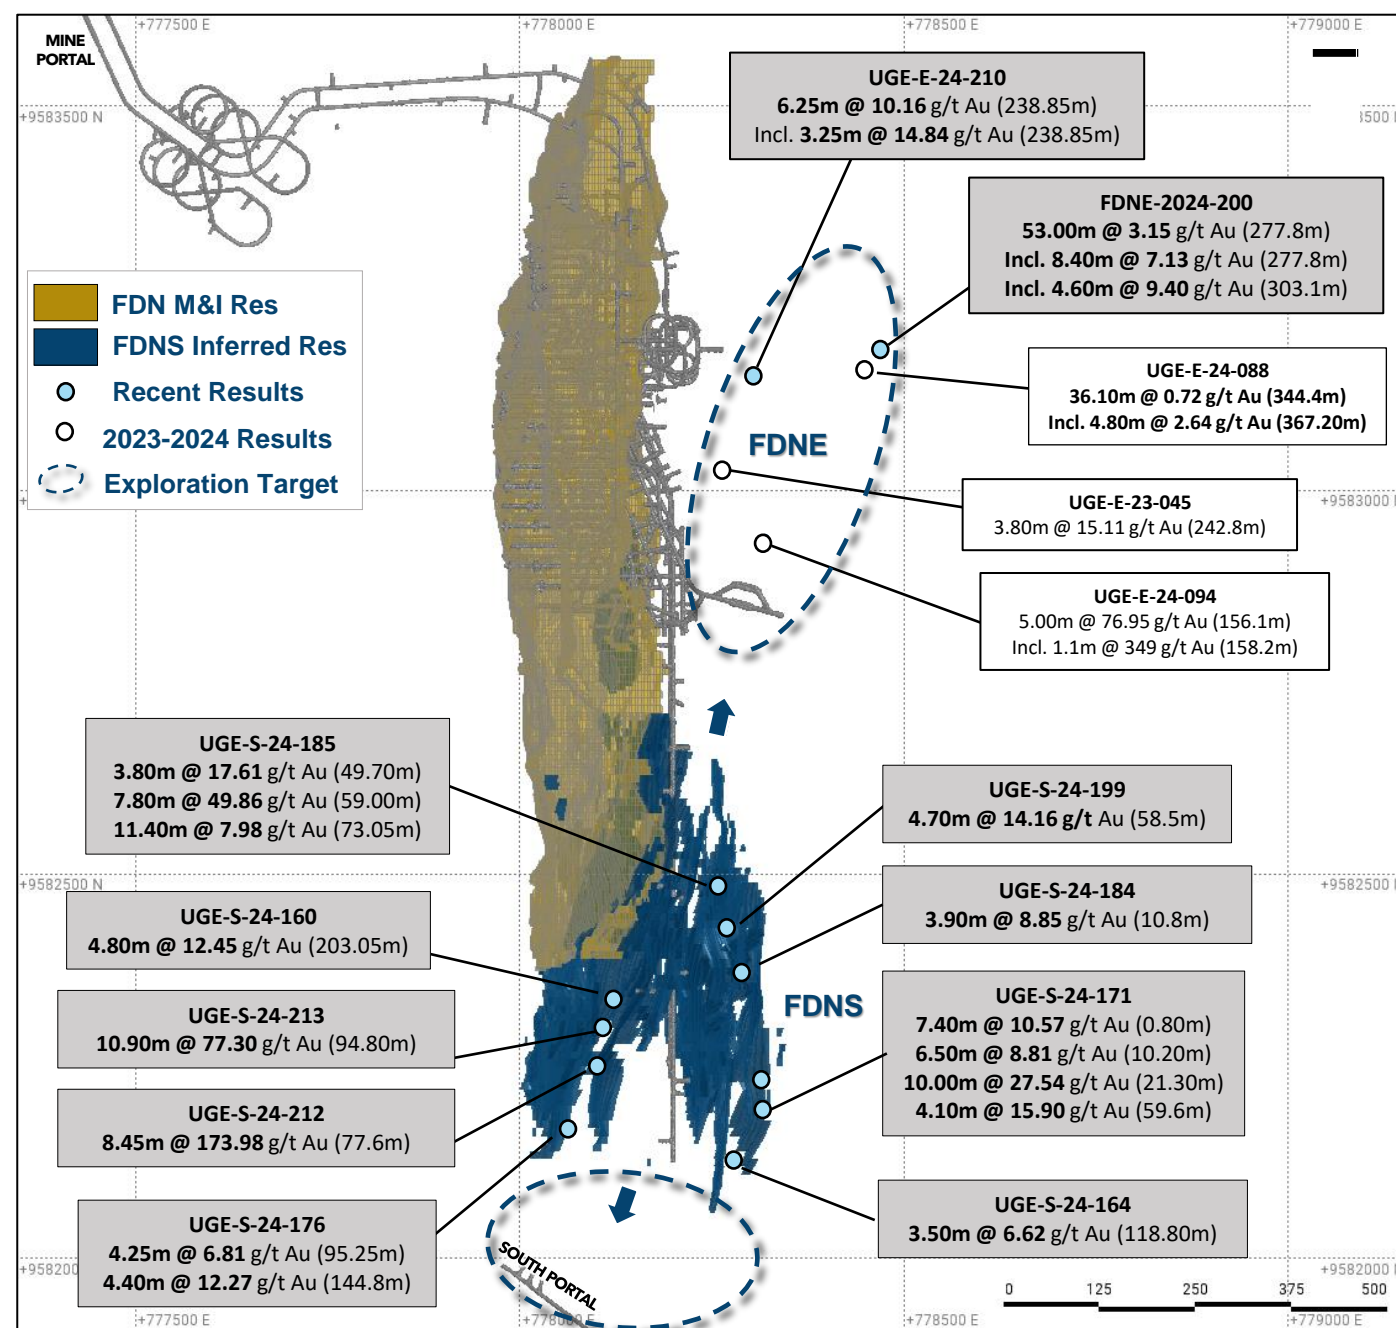 +777500 E
+778000 E
+778500 E
+779000 E
MINE
PORTAL
+9583500 N
UGE-E-24-210
6.25m @ 10.16 g/t Au (238.85m)
Incl. 3.25m @ 14.84 g/t Au (238.85m)
FDNE-2024-200
53.00m @ 3.15 g/t Au (277.8m)
Incl. 8.40m @ 7.13 g/t Au (277.8m)
Incl. 4.60m @ 9.40 g/t Au (303.1m)
FDN M&I Res
FDNS Inferred Res
Recent Results
2023-2024 Results
Exploration Target
UGE-E-24-088
36.10m @ 0.72 g/t Au (344.4m)
Incl. 4.80m @ 2.64 g/t Au (367.20m)
FDNE
+9583000 N
UGE-E-23-045
3.80m @ 15.11 g/t Au (242.8m)
UGE-E-24-094
5.00m @ 76.95 g/t Au (156.1m)
Incl. 1.1m @ 349 g/t Au (158.2m)
UGE-S-24-185
3.80m @ 17.61 g/t Au (49.70m)
7.80m @ 49.86 g/t Au (59.00m)
11.40m @ 7.98 g/t Au (73.05m)
UGE-S-24-199
4.70m @ 14.16 g/t Au (58.5m)
+9582500 N
+9582500 N
UGE-S-24-160
4.80m @ 12.45 g/t Au (203.05m)
UGE-S-24-184
3.90m @ 8.85 g/t Au (10.8m)
FDNS
UGE-S-24-213
10.90m @ 77.30 g/t Au (94.80m)
UGE-S-24-171
7.40m @ 10.57 g/t Au (0.80m)
6.50m @ 8.81 g/t Au (10.20m)
10.00m @ 27.54 g/t Au (21.30m)
4.10m @ 15.90 g/t Au (59.6m)
UGE-S-24-212
8.45m @ 173.98 g/t Au (77.6m)
UGE-S-24-176
4.25m @ 6.81 g/t Au (95.25m)
4.40m @ 12.27 g/t Au (144.8m)
UGE-S-24-164
3.50m @ 6.62 g/t Au (118.80m)
SOUTH PORTAL
+9582000 N
0 125 250 375 500
+777500 E
+778000 E
+778500 E
+779000 E